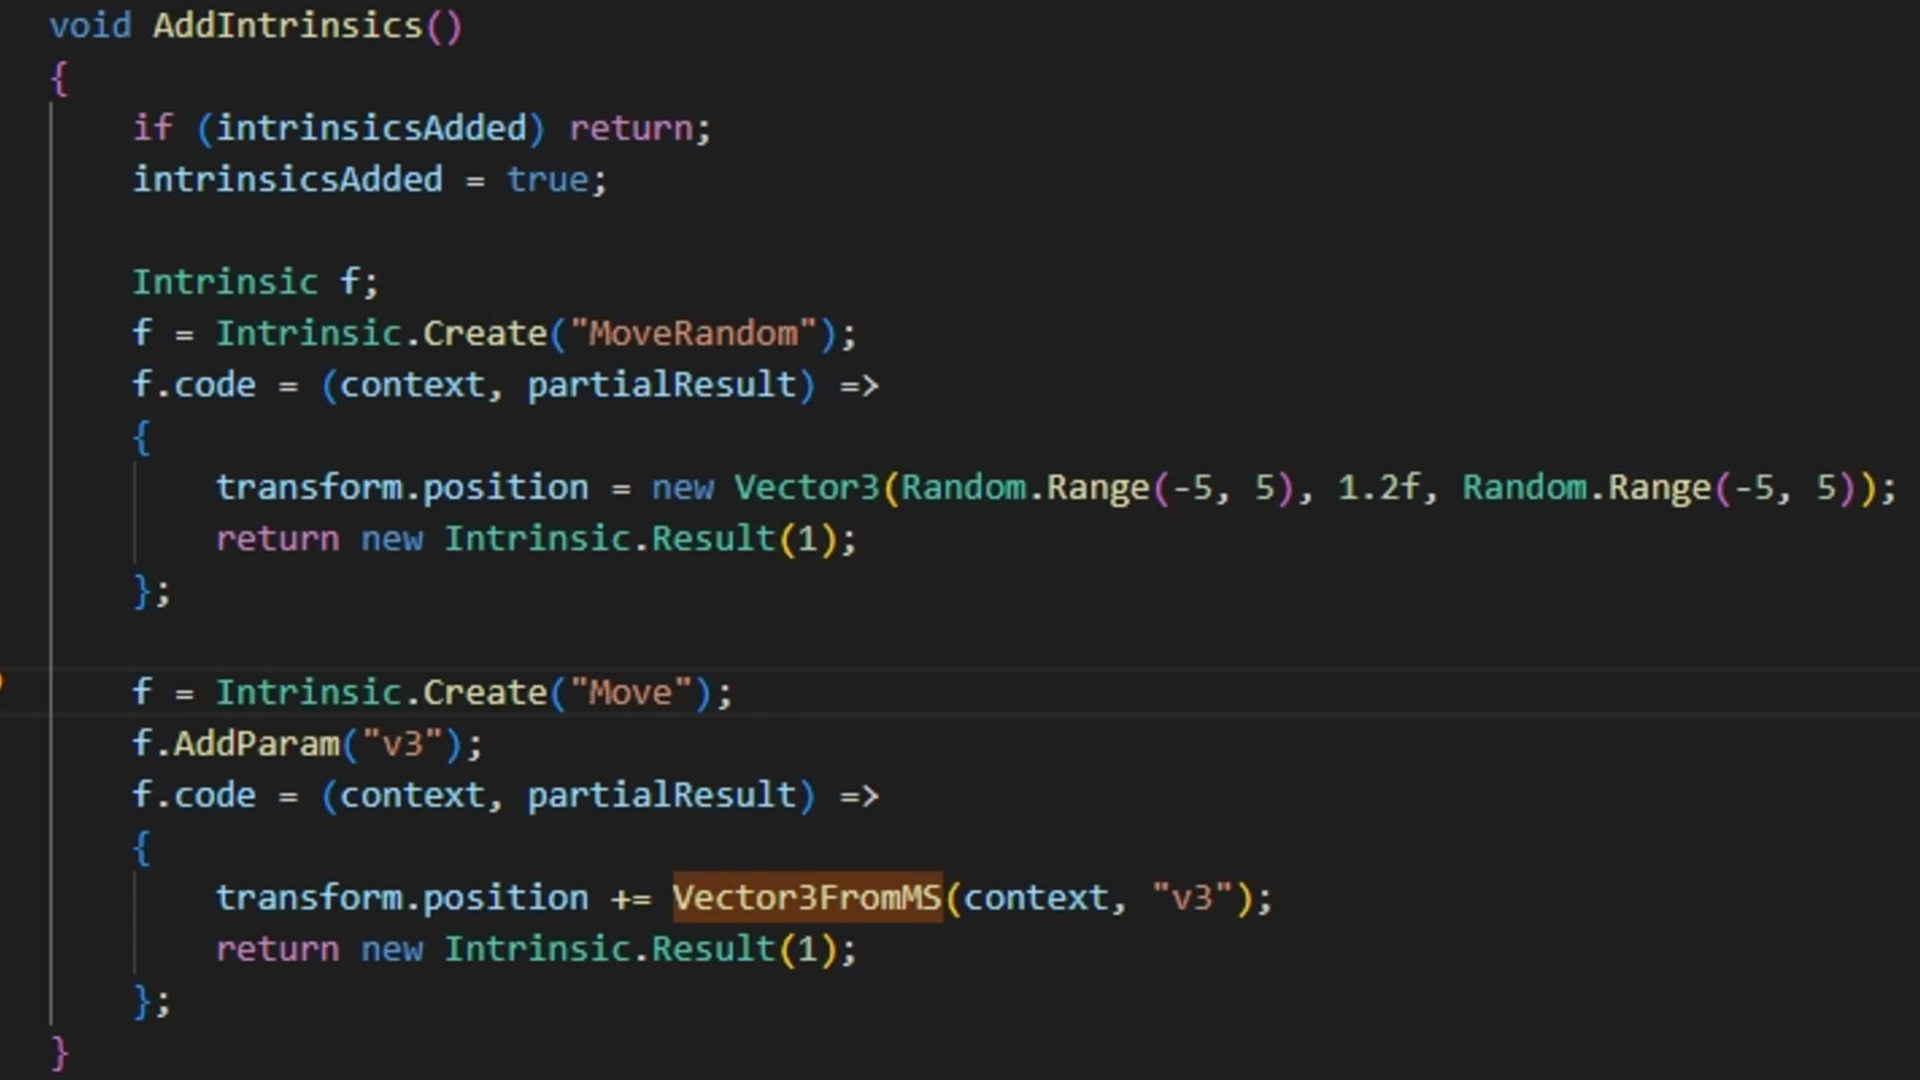 void AddIntrinsics()
{
if (intrinsicsAdded) return;
intrinsicsAdded = true;
Intrinsic f;
f = Intrinsic.Create("MoveRandom");
f.code = (context, partialResult) =>
{
transform.position = new Vector3(Random.Range(-5, 5), 1.2f, Random.Range(-5, 5));
return new Intrinsic.Result(1);
};
f = Intrinsic.Create("Move");
f.AddParam("v3");
f.code = (context, partialResult) =>
{
transform.position += Vector3FromMS(context, "v3");
return new Intrinsic.Result(1);
};
}